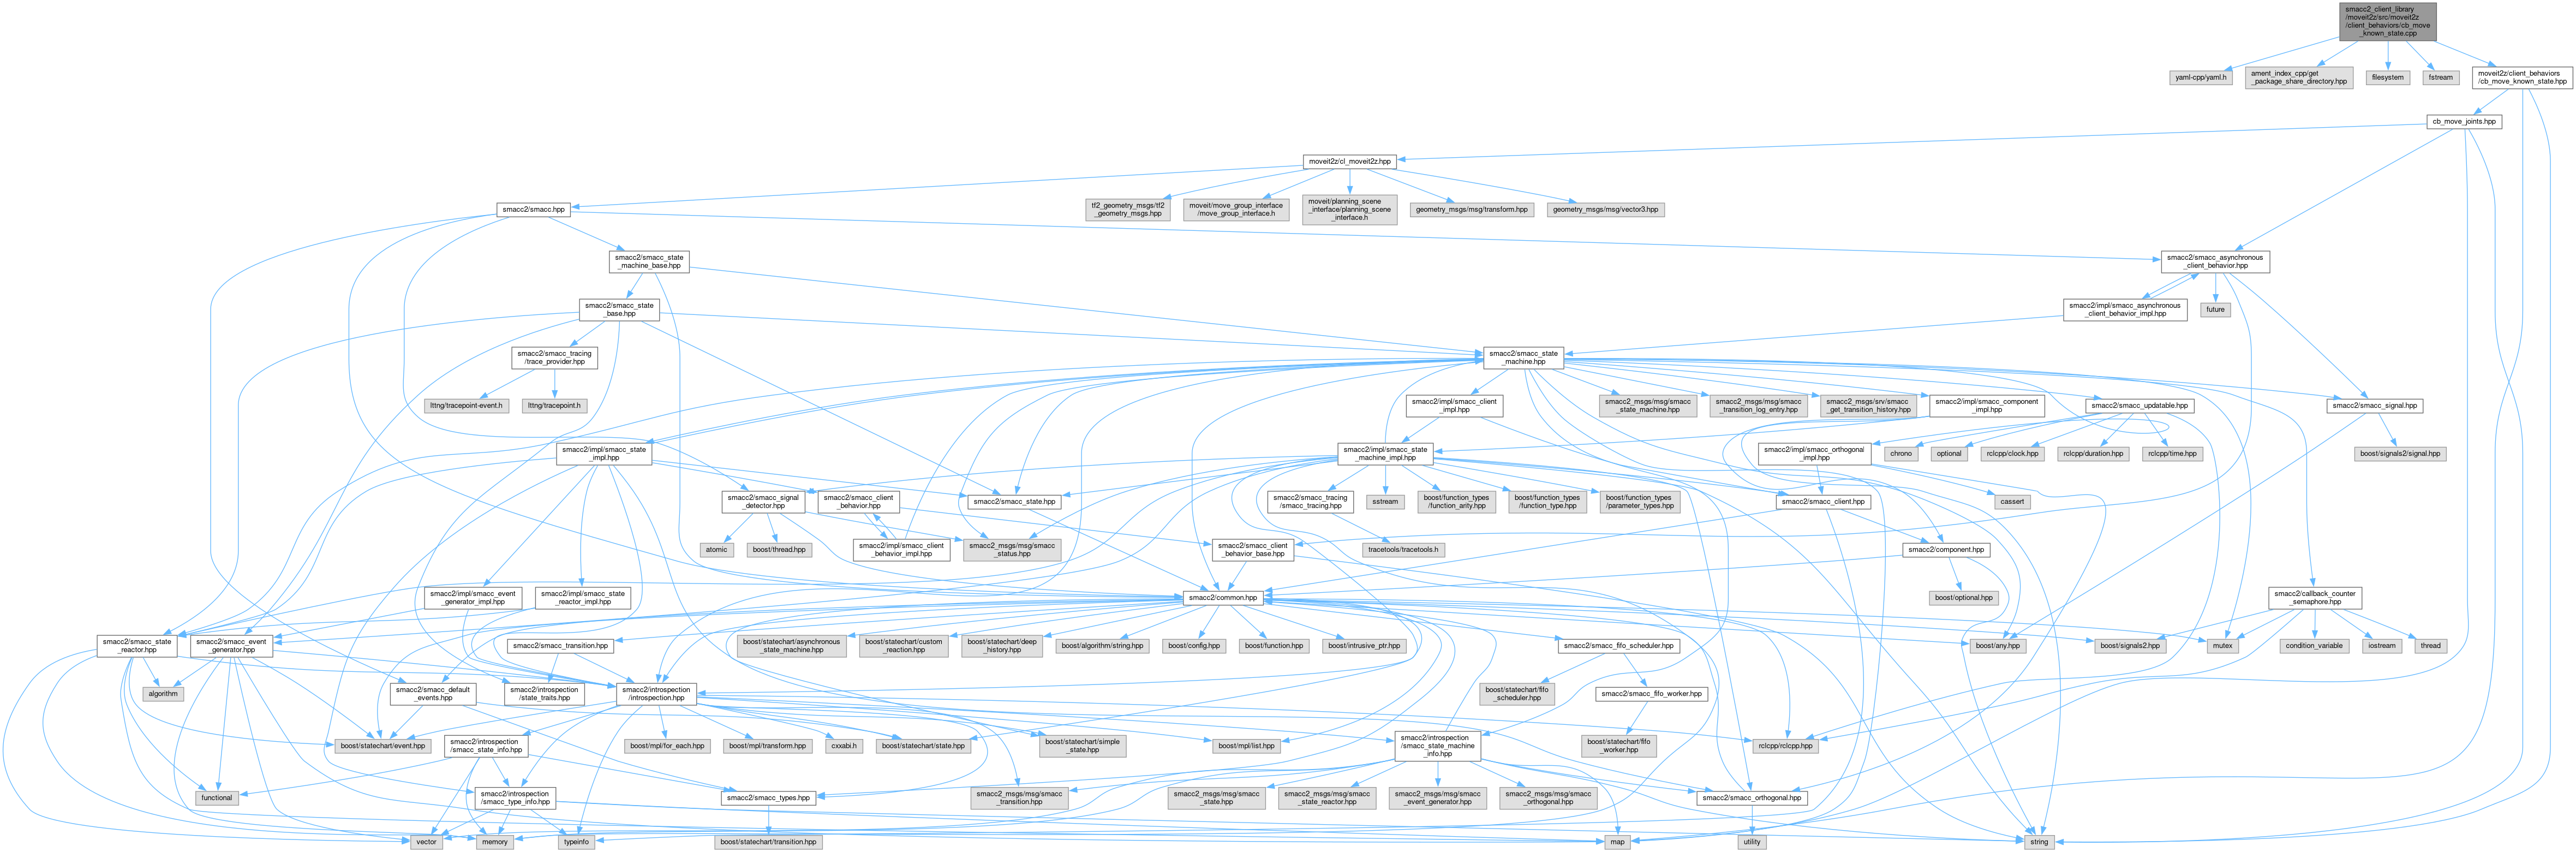 smacc2_client_library
/moveit2z/src/moveit2z
/client_behaviors/cb_move
_known_state.cpp
yaml-cpp/yaml.h
ament_index_cpp/get
_package_share_directory.hpp
filesystem
fstream
moveit2z/client_behaviors
/cb_move_known_state.hpp
cb_move_joints.hpp
moveit2z/cl_moveit2z.hpp
smacc2/smacc.hpp
tf2_geometry_msgs/tf2
_geometry_msgs.hpp
moveit/move_group_interface
/move_group_interface.h
moveit/planning_scene
_interface/planning_scene
_interface.h
geometry_msgs/msg/transform.hpp
geometry_msgs/msg/vector3.hpp
smacc2/smacc_state
_machine_base.hpp
smacc2/smacc_asynchronous
_client_behavior.hpp
smacc2/smacc_state
_base.hpp
smacc2/impl/smacc_asynchronous
_client_behavior_impl.hpp
future
smacc2/smacc_tracing
/trace_provider.hpp
smacc2/smacc_state
_machine.hpp
lttng/tracepoint-event.h
lttng/tracepoint.h
smacc2/impl/smacc_client
_impl.hpp
smacc2_msgs/msg/smacc
_state_machine.hpp
smacc2_msgs/msg/smacc
_transition_log_entry.hpp
smacc2_msgs/srv/smacc
_get_transition_history.hpp
smacc2/impl/smacc_component
_impl.hpp
smacc2/smacc_updatable.hpp
smacc2/smacc_signal.hpp
smacc2/impl/smacc_state
_impl.hpp
smacc2/impl/smacc_state
_machine_impl.hpp
smacc2/impl/smacc_orthogonal
_impl.hpp
chrono
optional
rclcpp/clock.hpp
rclcpp/duration.hpp
rclcpp/time.hpp
boost/signals2/signal.hpp
smacc2/smacc_signal
_detector.hpp
smacc2/smacc_client
_behavior.hpp
smacc2/smacc_state.hpp
smacc2/smacc_tracing
/smacc_tracing.hpp
sstream
boost/function_types
/function_arity.hpp
boost/function_types
/function_type.hpp
boost/function_types
/parameter_types.hpp
smacc2/smacc_client.hpp
cassert
atomic
boost/thread.hpp
smacc2/impl/smacc_client
_behavior_impl.hpp
smacc2_msgs/msg/smacc
_status.hpp
smacc2/smacc_client
_behavior_base.hpp
tracetools/tracetools.h
smacc2/component.hpp
smacc2/impl/smacc_event
_generator_impl.hpp
smacc2/impl/smacc_state
_reactor_impl.hpp
smacc2/common.hpp
boost/optional.hpp
smacc2/callback_counter
_semaphore.hpp
smacc2/smacc_state
_reactor.hpp
smacc2/smacc_event
_generator.hpp
smacc2/smacc_transition.hpp
boost/statechart/asynchronous
_state_machine.hpp
boost/statechart/custom
_reaction.hpp
boost/statechart/deep
_history.hpp
boost/algorithm/string.hpp
boost/config.hpp
boost/function.hpp
boost/intrusive_ptr.hpp
smacc2/smacc_fifo_scheduler.hpp
boost/any.hpp
boost/signals2.hpp
mutex
condition_variable
iostream
thread
algorithm
smacc2/smacc_default
_events.hpp
smacc2/introspection
/state_traits.hpp
smacc2/introspection
/introspection.hpp
boost/statechart/fifo
_scheduler.hpp
smacc2/smacc_fifo_worker.hpp
boost/statechart/event.hpp
smacc2/introspection
/smacc_state_info.hpp
boost/mpl/for_each.hpp
boost/mpl/transform.hpp
cxxabi.h
boost/statechart/state.hpp
boost/statechart/simple
_state.hpp
boost/mpl/list.hpp
smacc2/introspection
/smacc_state_machine
_info.hpp
boost/statechart/fifo
_worker.hpp
rclcpp/rclcpp.hpp
functional
smacc2/introspection
/smacc_type_info.hpp
smacc2/smacc_types.hpp
smacc2_msgs/msg/smacc
_transition.hpp
smacc2_msgs/msg/smacc
_state.hpp
smacc2_msgs/msg/smacc
_state_reactor.hpp
smacc2_msgs/msg/smacc
_event_generator.hpp
smacc2_msgs/msg/smacc
_orthogonal.hpp
smacc2/smacc_orthogonal.hpp
vector
memory
typeinfo
boost/statechart/transition.hpp
map
utility
string